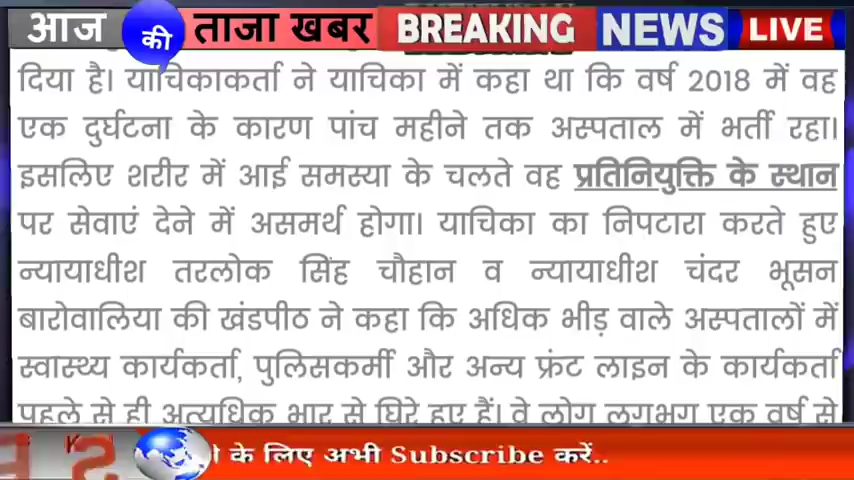 आज की ताजा खबर BREAKING NEWS LIVE
दिया है। याचिकाकर्ता ने याचिका में कहा था कि वर्ष 2018 में वह
एक दुर्घटना के कारण पांच महीने तक अस्पताल में भर्ती रहा।
इसलिए शरीर में आई समस्या के चलते वह प्रतिनियुक्ति के स्थान
पर सेवाएं देने में असमर्थ होगा। याचिका का निपटारा करते हुए
न्यायाधीश तरलोक सिंह चौहान व न्यायाधीश चंदर भूसन
बारोवालिया की खंडपीठ ने कहा कि अधिक भीड़ वाले अस्पतालों में
स्वास्थ्य कार्यकर्ता, पुलिसकर्मी और अन्य फ्रंट लाइन के कार्यकर्ता
पहले से ही अत्यधिक भार से घिरे हुए हैं। वे लोग लगभग एक वर्ष से
के लिए अभी Subscribe करें..